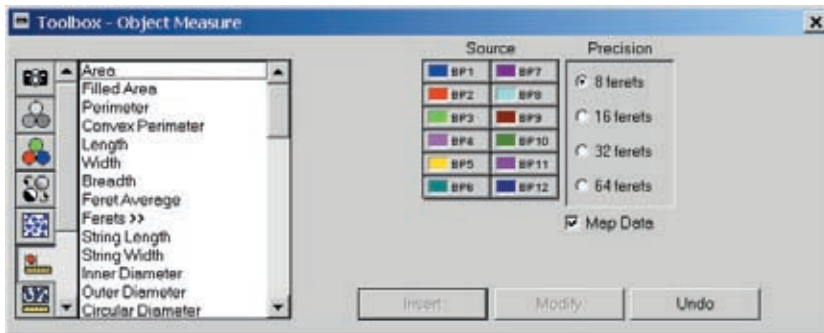 Toolbox - Object Measure
Area
Filled Area
Perimeter
Convex Perimeter
Length
Width
Breadth
Feret Average
Ferets >>
String Length
String Width
Inner Diameter
Outer Diameter
Circular Diameter
Source
BP1 BP7
BP2 BP8
BP3 BP9
BP4 BP10
BP5 BP11
BP6 BP12
Precision
8 ferets
16 ferets
32 ferets
64 ferets
Map Data
Insert Modify Undo